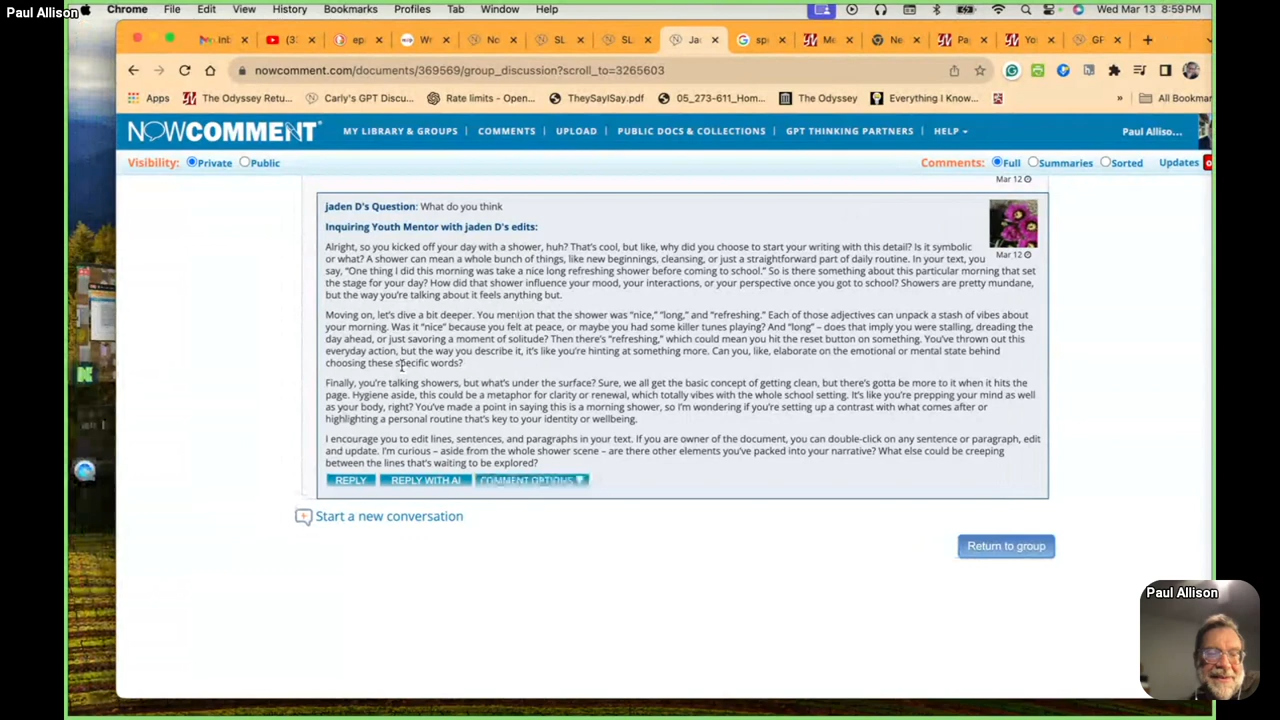 Paul Allison
Chrome File Edit View History Bookmarks Profiles Tab Window Help Wed Mar 13 8:59 PM
Inb (3 ep Wr No SL SL Ja spi Me Ne Pa Yo GP
nowcomment.com/documents/369569/group_discussion?scroll_to=3265603
Apps The Odyssey Retu... Carly's GPT Discu... Rate limits - Open... TheySaySay.pdf 05_273-611_Hom... The Odyssey Everything I Know... » All Bookmar
NOWCOMMENT MY LIBRARY & GROUPS | COMMENTS | UPLOAD | PUBLIC DOCS & COLLECTIONS | GPT THINKING PARTNERS | HELP Paul Alliso...
Visibility: Private Public Comments: Full Summaries Sorted Updates
Mar 12
jaden D's Question: What do you think
Inquiring Youth Mentor with jaden D's edits:
Mar 12
Alright, so you kicked off your day with a shower, huh? That's cool, but like, why did you choose to start your writing with this detail? Is it symbolic
or what? A shower can mean a whole bunch of things, like new beginnings, cleansing, or just a straightforward part of daily routine. In your text, you
say, "One thing I did this morning was take a nice long refreshing shower before coming to school." So is there something about this particular morning that set
the stage for your day? How did that shower influence your mood, your interactions, or your perspective once you got to school? Showers are pretty mundane,
but the way you're talking about it feels anything but.
Moving on, let's dive a bit deeper. You mention that the shower was "nice," "long," and "refreshing." Each of those adjectives can unpack a stash of vibes about
your morning. Was it "nice" because you felt at peace, or maybe you had some killer tunes playing? And "long" – does that imply you were stalling, dreading the
day ahead, or just savoring a moment of solitude? Then there's "refreshing," which could mean you hit the reset button on something. You've thrown out this
everyday action, but the way you describe it, it's like you're hinting at something more. Can you, like, elaborate on the emotional or mental state behind
choosing these specific words?
Finally, you're talking showers, but what's under the surface? Sure, we all get the basic concept of getting clean, but there's gotta be more to it when it hits the
page. Hygiene aside, this could be a metaphor for clarity or renewal, which totally vibes with the whole school setting. It's like you're prepping your mind as well
as your body, right? You've made a point in saying this is a morning shower, so I'm wondering if you're setting up a contrast with what comes after or
highlighting a personal routine that's key to your identity or wellbeing.
I encourage you to edit lines, sentences, and paragraphs in your text. If you are owner of the document, you can double-click on any sentence or paragraph, edit
and update. I'm curious – aside from the whole shower scene – are there other elements you've packed into your narrative? What else could be creeping
between the lines that's waiting to be explored?
REPLY REPLY WITH AI COMMENT OPTIONS
Start a new conversation
Return to group
Paul Allison